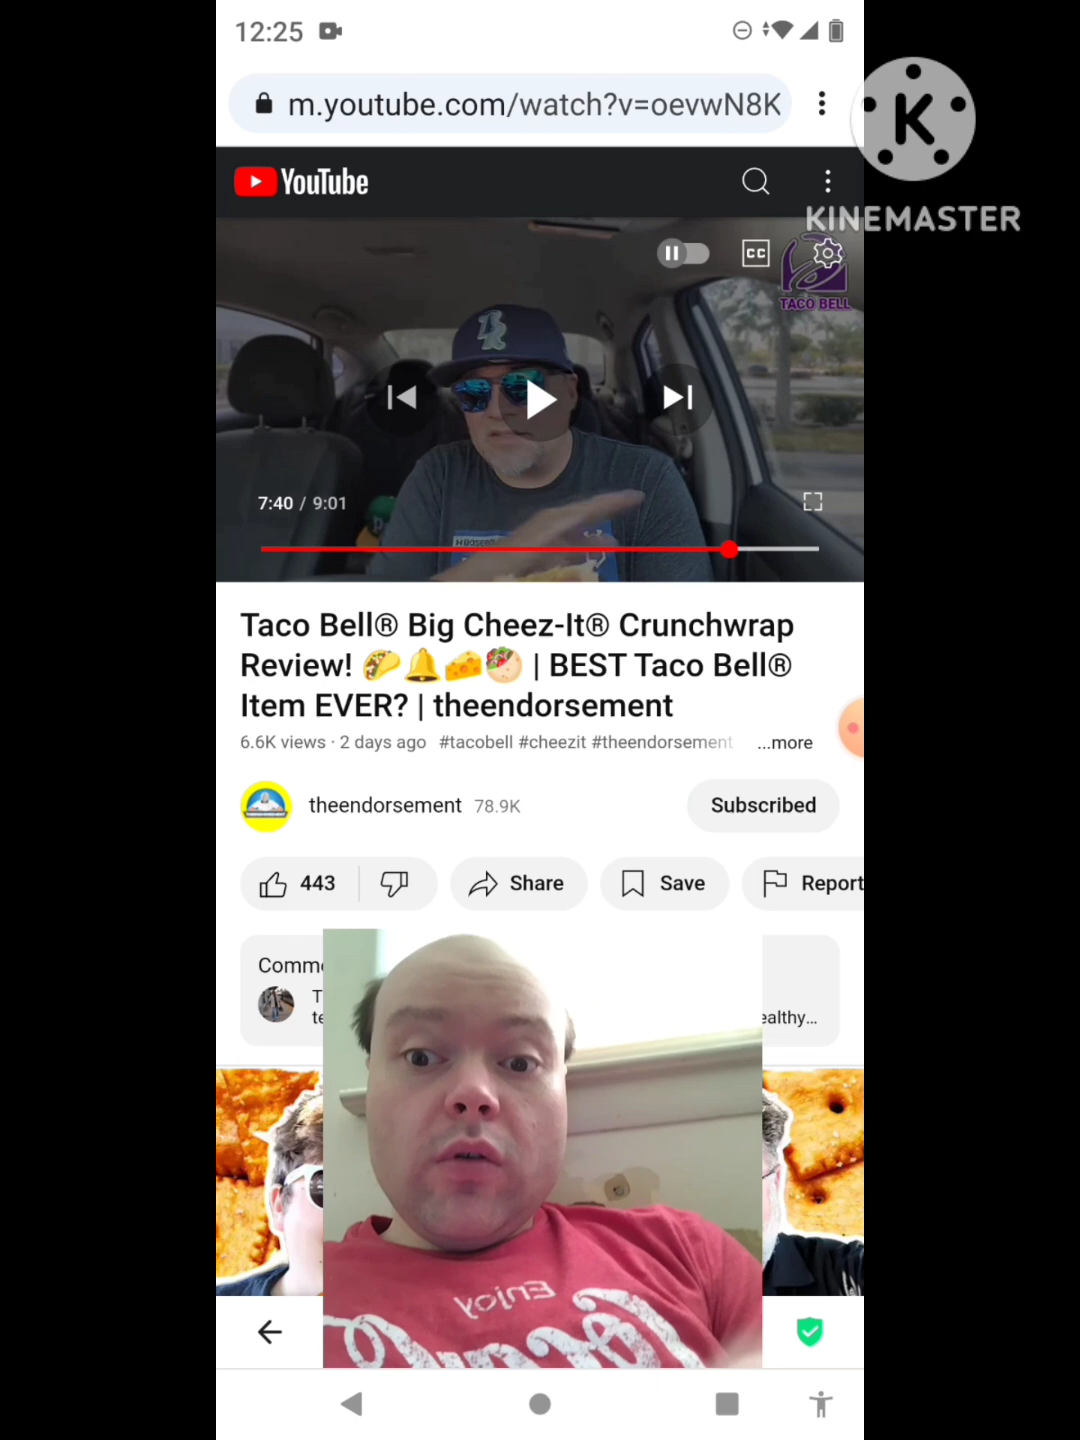 12:25
m.youtube.com/watch?v=oevwN8K
K
KINEMASTER
YouTube
CC
TACO BELL
7:40 / 9:01
Taco Bell® Big Cheez-It® Crunchwrap
Review! 🌮🔔🧀🥙 | BEST Taco Bell®
Item EVER? | theendorsement
6.6K views · 2 days ago #tacobell #cheezit #theendorsement ...more
theendorsement 78.9K
Subscribed
443
Share
Save
Report
Comm
T
te
ealthy...
Enjoy